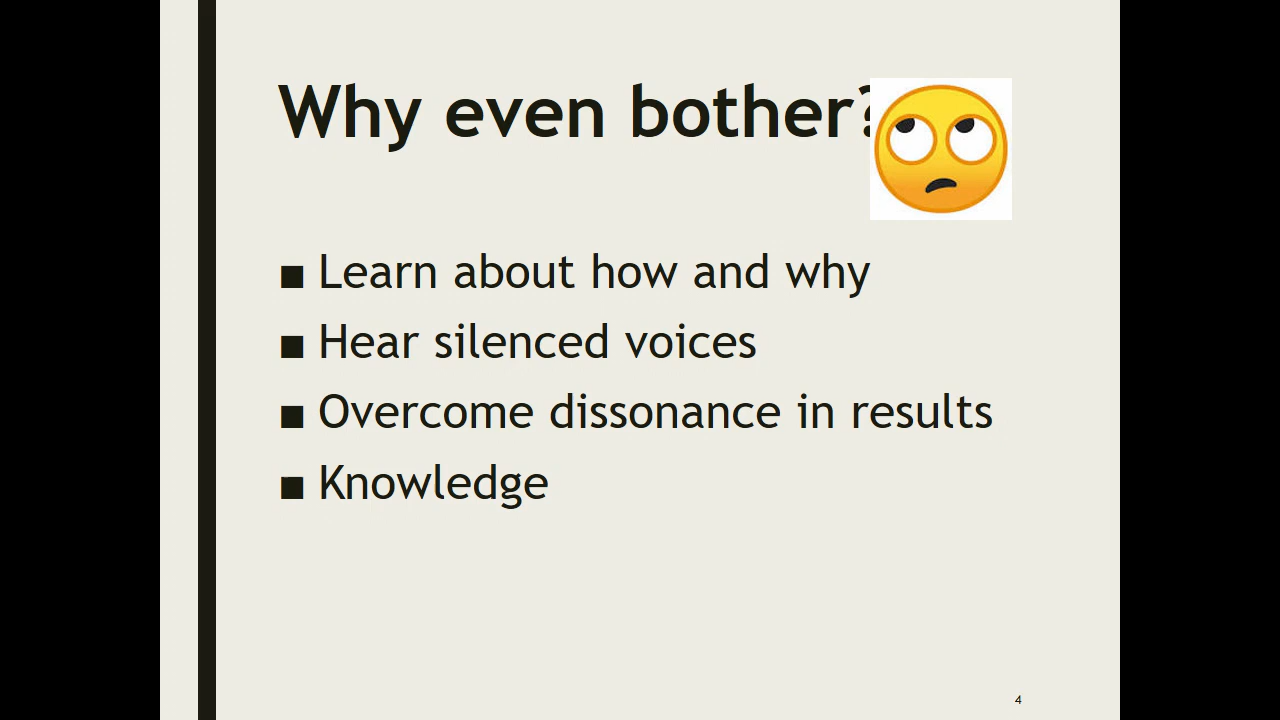 Why even bother?
■ Learn about how and why
■ Hear silenced voices
■ Overcome dissonance in results
■ Knowledge
4